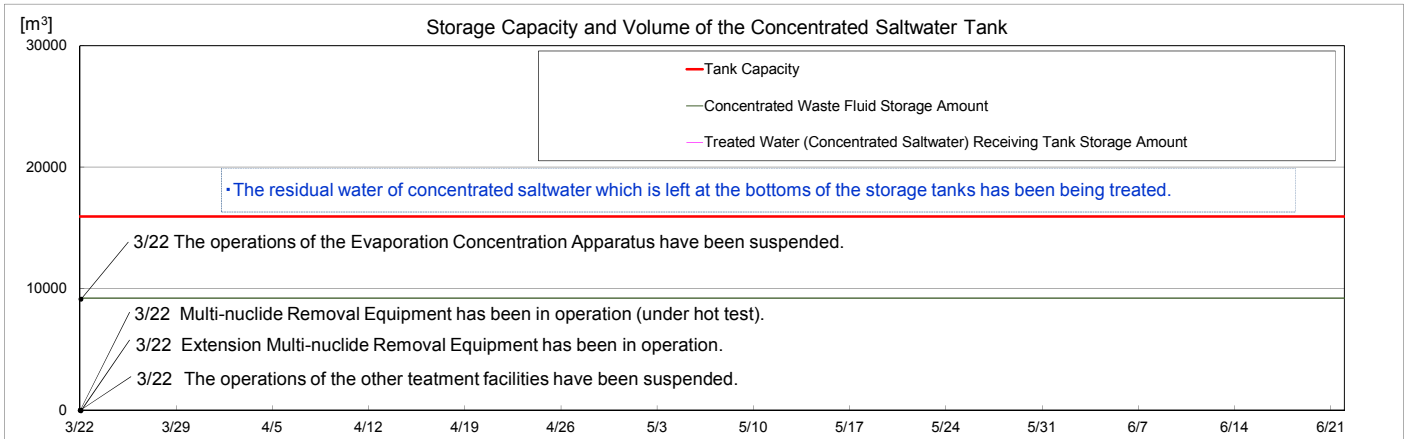 [m³]
Storage Capacity and Volume of the Concentrated Saltwater Tank
30000
Tank Capacity
Concentrated Waste Fluid Storage Amount
Treated Water (Concentrated Saltwater) Receiving Tank Storage Amount
20000
・The residual water of concentrated saltwater which is left at the bottoms of the storage tanks has been being treated.
3/22 The operations of the Evaporation Concentration Apparatus have been suspended.
10000
3/22 Multi-nuclide Removal Equipment has been in operation (under hot test).
3/22 Extension Multi-nuclide Removal Equipment has been in operation.
3/22 The operations of the other teatment facilities have been suspended.
0
3/22 3/29 4/5 4/12 4/19 4/26 5/3 5/10 5/17 5/24 5/31 6/7 6/14 6/21